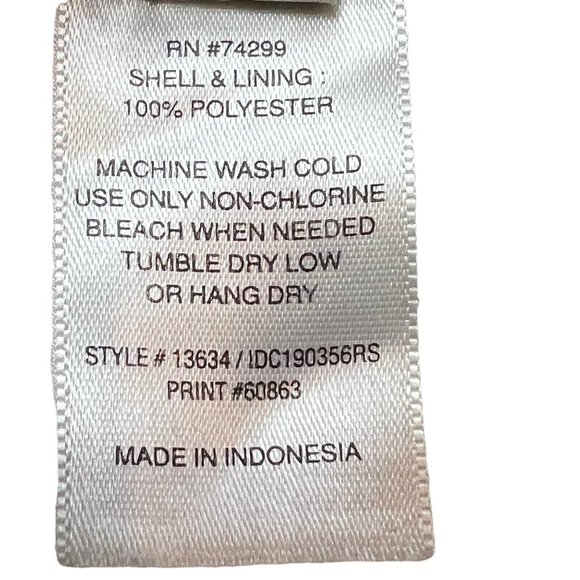 RN #74299
SHELL & LINING :
100% POLYESTER
MACHINE WASH COLD
USE ONLY NON-CHLORINE
BLEACH WHEN NEEDED
TUMBLE DRY LOW
OR HANG DRY
STYLE # 13634 / IDC190356RS
PRINT #60863
MADE IN INDONESIA